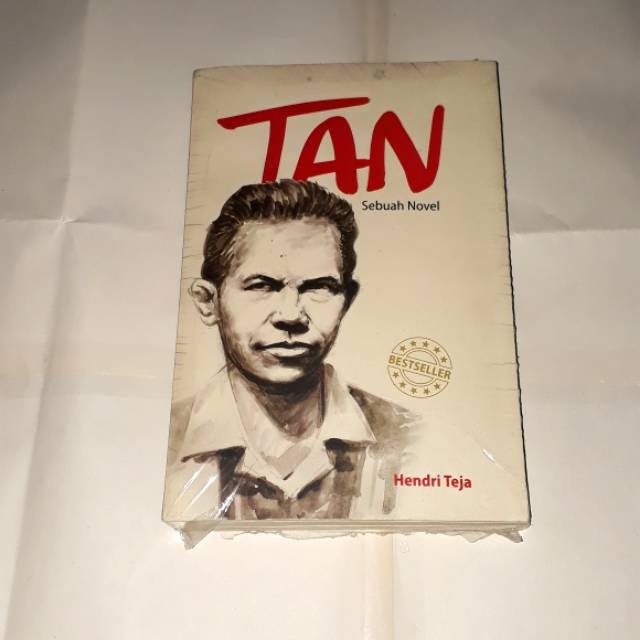 TAN
Sebuah Novel
BESTSELLER
Hendri Teja